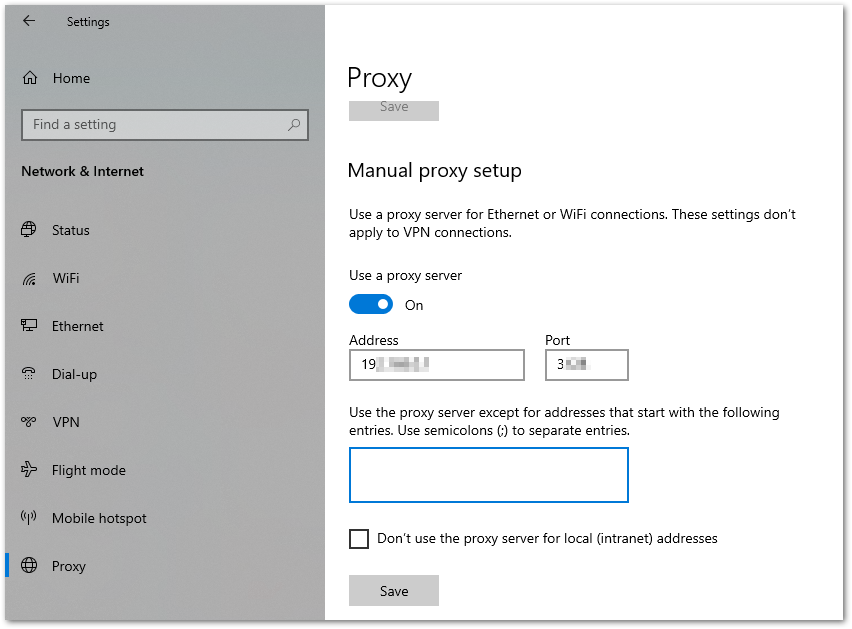 Settings
Home
Find a setting
Network & Internet
Status
WiFi
Ethernet
Dial-up
VPN
Flight mode
Mobile hotspot
Proxy
Proxy
Save
Manual proxy setup
Use a proxy server for Ethernet or WiFi connections. These settings don't
apply to VPN connections.
Use a proxy server
On
Address Port
19 3
Use the proxy server except for addresses that start with the following
entries. Use semicolons (;) to separate entries.
Don't use the proxy server for local (intranet) addresses
Save